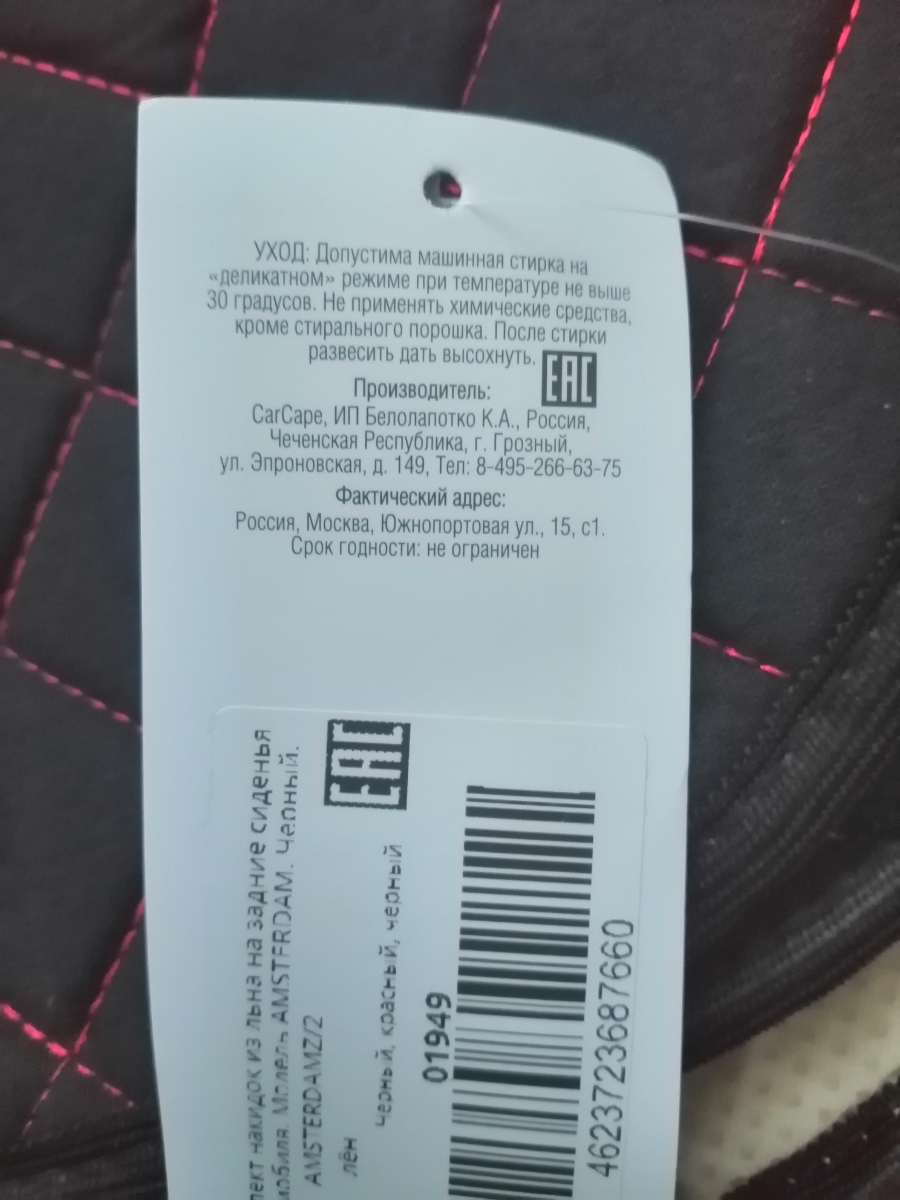 УХОД: Допустима машинная стирка на
«деликатном» режиме при температуре не выше
30 градусов. Не применять химические средства,
кроме стирального порошка. После стирки
развесить дать высохнуть.
EAC
Производитель:
CarCape, ИП Белолапотко К.А., Россия,
Чеченская Республика, г. Грозный,
ул. Эпроновская, д. 149, Тел: 8-495-266-63-75
Фактический адрес:
Россия, Москва, Южнопортовая ул., 15, с1.
Срок годности: не ограничен
накидок из льна на задние сиденья
Модель AMSTERDAM. Черный.
AMSTERDAMZ/2
лён
черный, красный, черный
EAC
01949
4623723687660